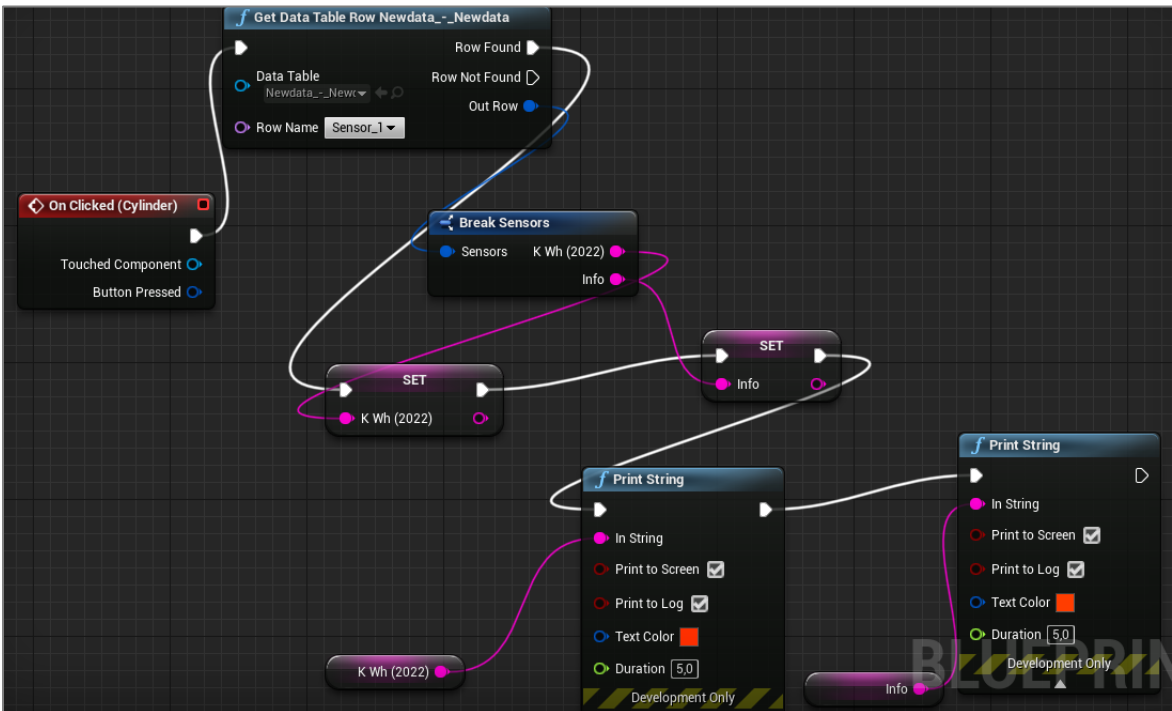 Get Data Table Row Newdata_-_Newdata
Row Found
Data Table
Row Not Found
Out Row
Row Name Sensor_1
On Clicked (Cylinder)
Touched Component
Button Pressed
Break Sensors
Sensors K Wh (2022)
Info
SET
K Wh (2022)
SET
Info
Print String
In String
Print to Screen
Print to Log
Text Color
Duration 5,0
Development Only
K Wh (2022)
Print String
In String
Print to Screen
Print to Log
Text Color
Duration 5,0
Development Only
Info